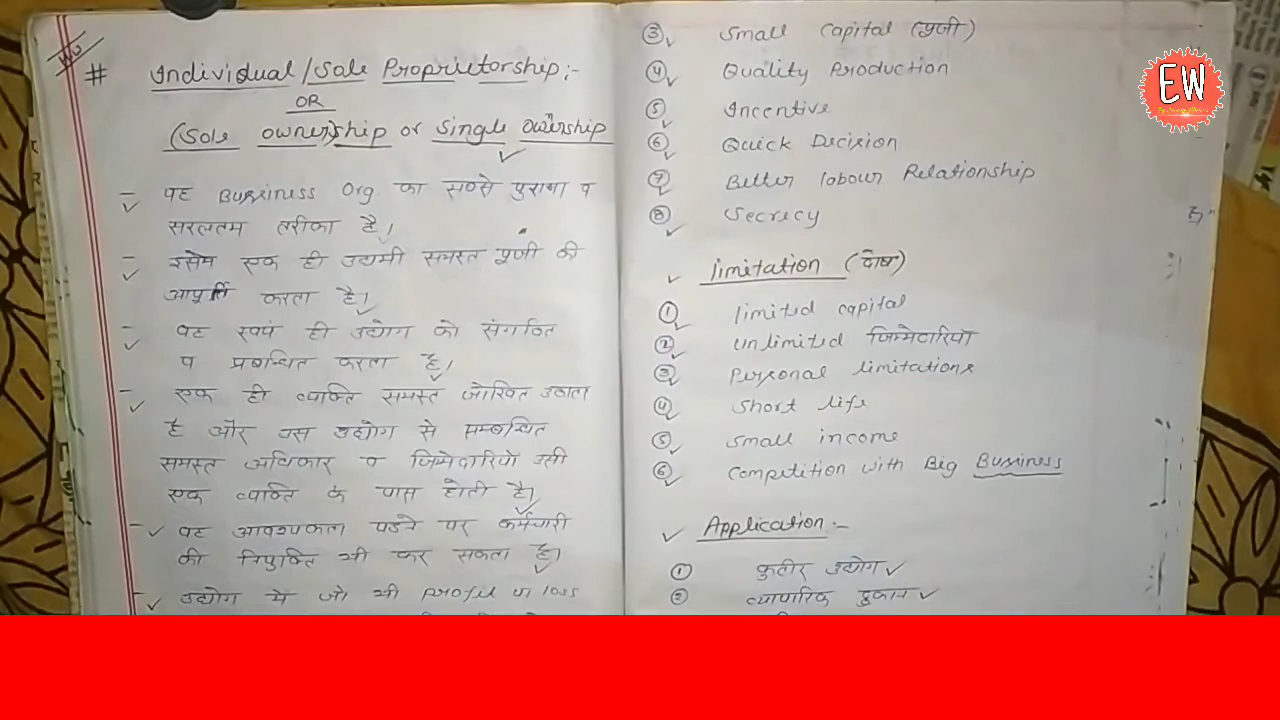 # Individual / Sole Proprietorship :-
OR
(Sole ownership or Single ownership
- यह Bussiness Org. का सबसे पुराना व
सरलतम तरीका है।
- इसमे एक ही उद्यमी समस्त पूंजी की
आपूर्ति करता है।
- वह स्वयं ही उद्योग को संगठित
व प्रबन्धित करता है।
- एक ही व्यक्ति समस्त जोखिम उठाता
है और उस उद्योग से सम्बन्धित
समस्त अधिकार व जिम्मेदारियों उसी
एक व्यक्ति के पास होती है।
- वह आवश्यकता पडने पर कर्मचारी
की नियुक्ति भी कर सकता है।
उद्योग मे जो भी profit या loss
③ Small Capital (पूंजी)
④ Quality Production
⑤ Incentive
⑥ Quick Decision
⑦ Better labour Relationship
⑧ Secrecy
limitation (दोष)
① limited capital
② unlimited जिम्मेदारियॉ
③ Personal limitations
④ Short life
⑤ Small income
⑥ Competition with Big Bussiness
Application :-
① कुटीर उद्योग
② व्यापारिक दुकान
EW